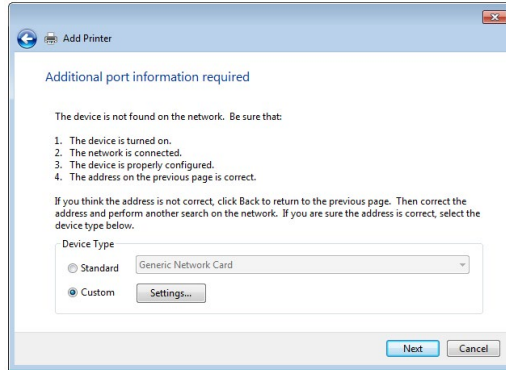 Add Printer
Additional port information required
The device is not found on the network. Be sure that:
1. The device is turned on.
2. The network is connected.
3. The device is properly configured.
4. The address on the previous page is correct.
If you think the address is not correct, click Back to return to the previous page. Then correct the
address and perform another search on the network. If you are sure the address is correct, select the
device type below.
Device Type
Standard Generic Network Card
Custom Settings...
Next Cancel